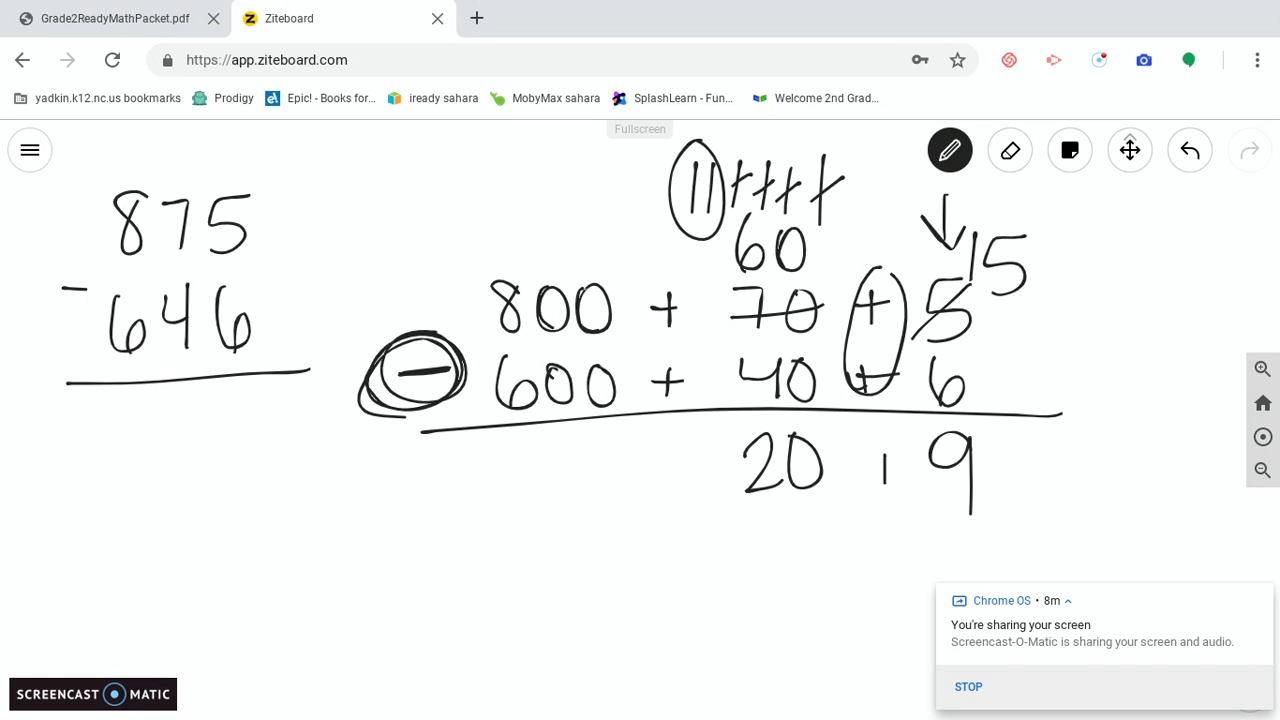 Grade2ReadyMathPacket.pdf
Ziteboard
https://app.ziteboard.com
yadkin.k12.nc.us bookmarks Prodigy Epic! - Books for... iready sahara MobyMax sahara SplashLearn - Fun... Welcome 2nd Grad...
Fullscreen
875
- 646
60 15
800 + 70 + 5
- 600 + 40 + 6
20 + 9
Chrome OS • 8m
You're sharing your screen
Screencast-O-Matic is sharing your screen and audio.
STOP
SCREENCAST MATIC